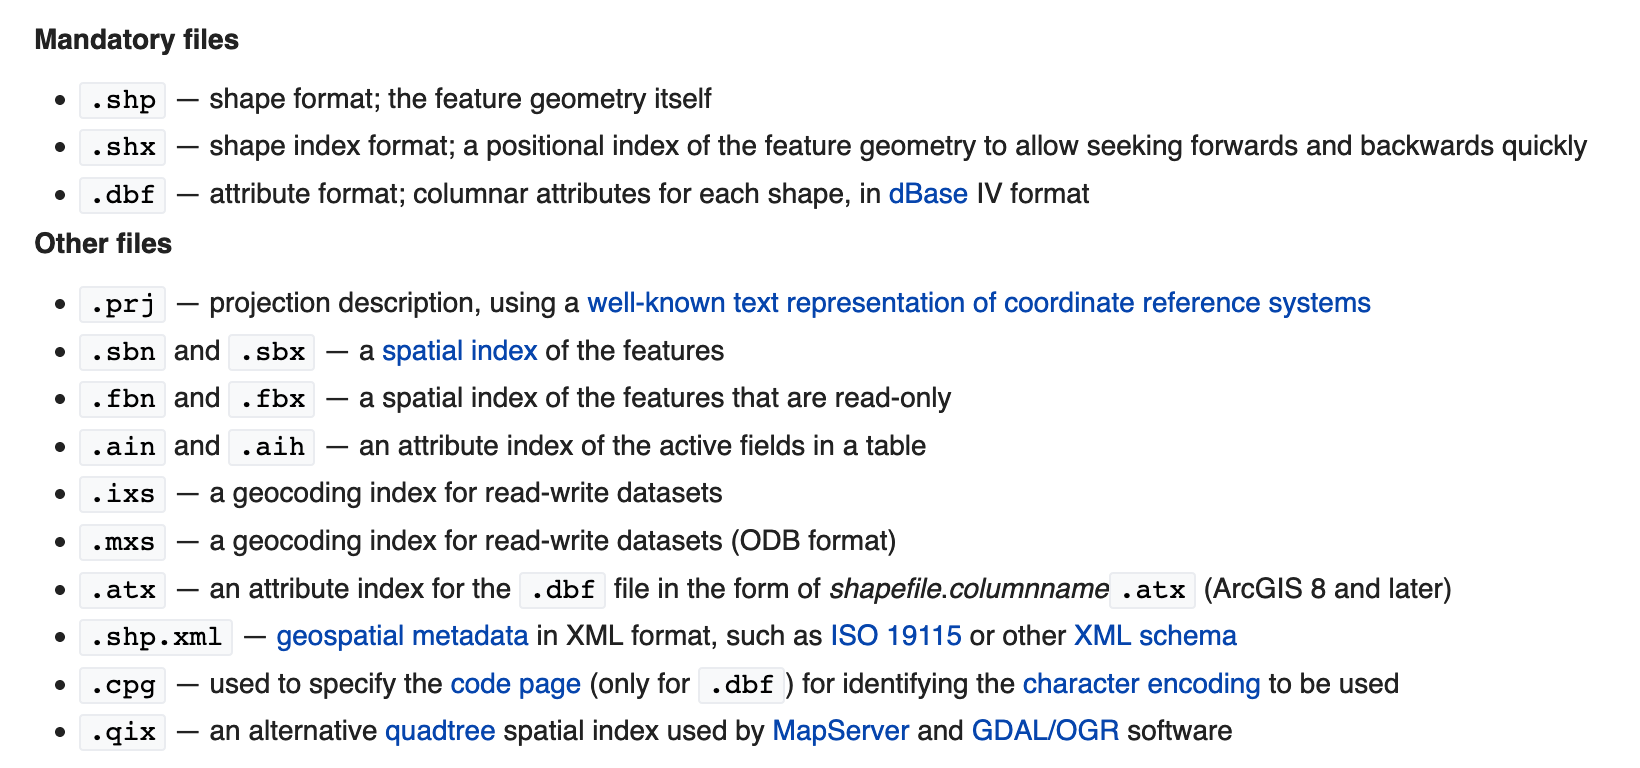 Mandatory files
• .shp — shape format; the feature geometry itself
• .shx — shape index format; a positional index of the feature geometry to allow seeking forwards and backwards quickly
• .dbf — attribute format; columnar attributes for each shape, in dBase IV format
Other files
• .prj — projection description, using a well-known text representation of coordinate reference systems
• .sbn and .sbx — a spatial index of the features
• .fbn and .fbx — a spatial index of the features that are read-only
• .ain and .aih — an attribute index of the active fields in a table
• .ixs — a geocoding index for read-write datasets
• .mxs — a geocoding index for read-write datasets (ODB format)
• .atx — an attribute index for the .dbf file in the form of shapefile.columnname.atx (ArcGIS 8 and later)
• .shp.xml — geospatial metadata in XML format, such as ISO 19115 or other XML schema
• .cpg — used to specify the code page (only for .dbf) for identifying the character encoding to be used
• .qix — an alternative quadtree spatial index used by MapServer and GDAL/OGR software